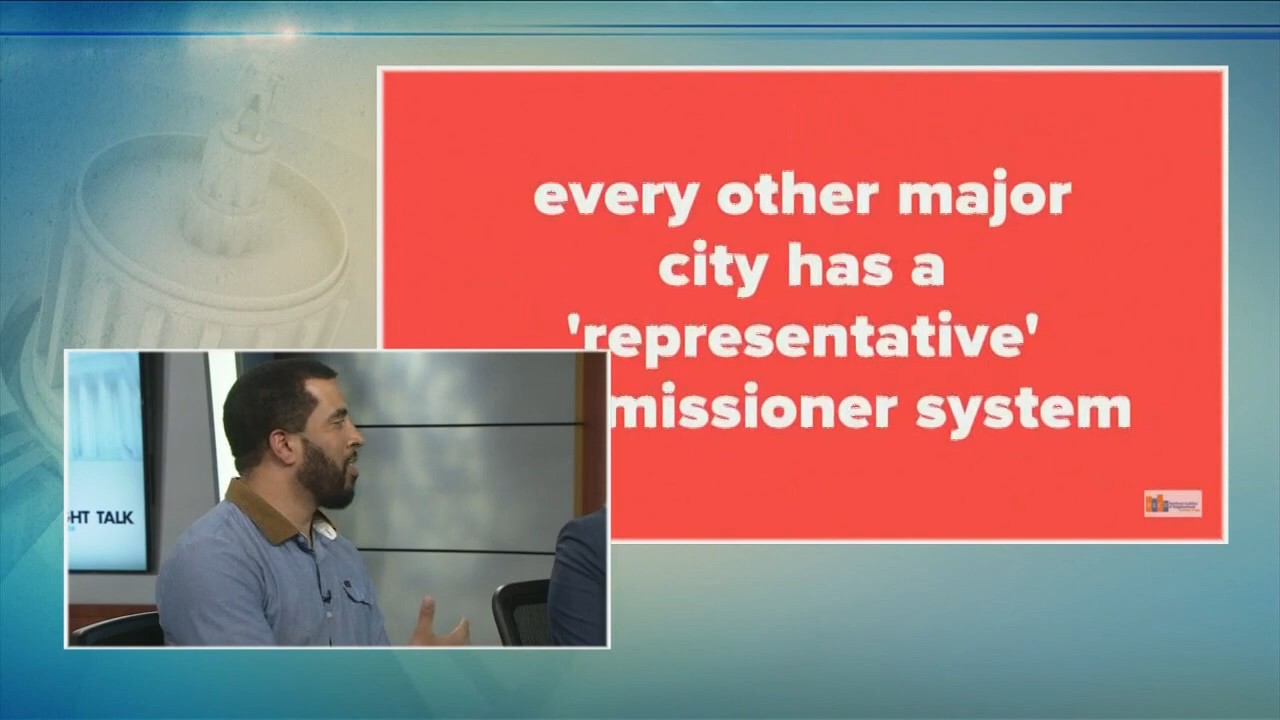 every other major
city has a
'representative'
missioner system
HT TALK